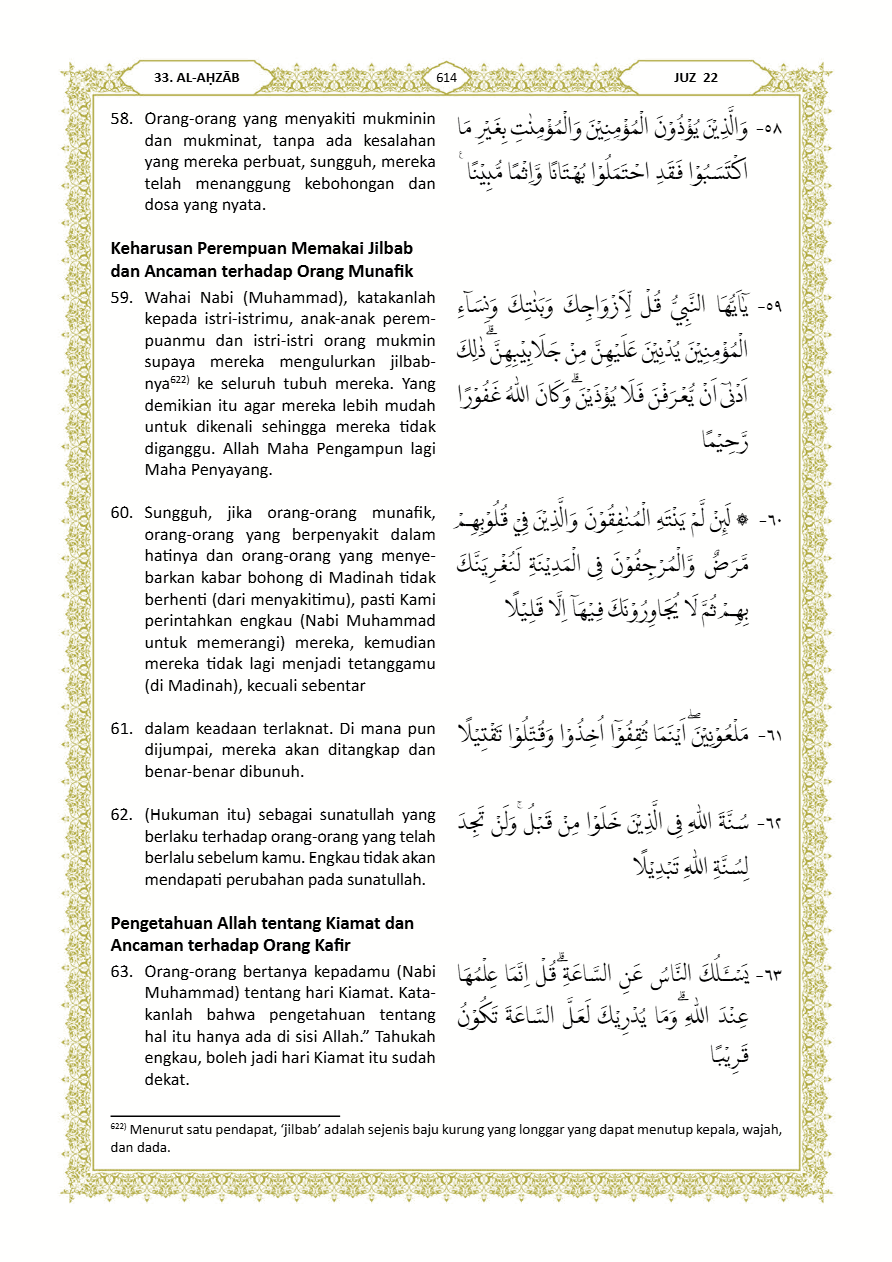 33. AL-AḤZĀB
614
JUZ 22
58. Orang-orang yang menyakiti mukminin
dan mukminat, tanpa ada kesalahan
yang mereka perbuat, sungguh, mereka
telah menanggung kebohongan dan
dosa yang nyata.
٥٨- وَالَّذِيْنَ يُؤْذُوْنَ الْمُؤْمِنِيْنَ وَالْمُؤْمِنٰتِ بِغَيْرِ مَا
اكْتَسَبُوْا فَقَدِ احْتَمَلُوْا بُهْتَانًا وَّاِثْمًا مُّبِيْنًا ࣖ
Keharusan Perempuan Memakai Jilbab
dan Ancaman terhadap Orang Munafik
59. Wahai Nabi (Muhammad), katakanlah
kepada istri-istrimu, anak-anak perem-
puanmu dan istri-istri orang mukmin
supaya mereka mengulurkan jilbab-
nya⁶²²⁾ ke seluruh tubuh mereka. Yang
demikian itu agar mereka lebih mudah
untuk dikenali sehingga mereka tidak
diganggu. Allah Maha Pengampun lagi
Maha Penyayang.
٥٩- يٰٓاَيُّهَا النَّبِيُّ قُلْ لِّاَزْوَاجِكَ وَبَنٰتِكَ وَنِسَاۤءِ
الْمُؤْمِنِيْنَ يُدْنِيْنَ عَلَيْهِنَّ مِنْ جَلَابِيْبِهِنَّۗ ذٰلِكَ
اَدْنٰٓى اَنْ يُّعْرَفْنَ فَلَا يُؤْذَيْنَۗ وَكَانَ اللّٰهُ غَفُوْرًا
رَّحِيْمًا
60. Sungguh, jika orang-orang munafik,
orang-orang yang berpenyakit dalam
hatinya dan orang-orang yang menye-
barkan kabar bohong di Madinah tidak
berhenti (dari menyakitimu), pasti Kami
perintahkan engkau (Nabi Muhammad
untuk memerangi) mereka, kemudian
mereka tidak lagi menjadi tetanggamu
(di Madinah), kecuali sebentar
٦٠- ۞ لَىِٕنْ لَّمْ يَنْتَهِ الْمُنٰفِقُوْنَ وَالَّذِيْنَ فِيْ قُلُوْبِهِمْ
مَّرَضٌ وَّالْمُرْجِفُوْنَ فِى الْمَدِيْنَةِ لَنُغْرِيَنَّكَ
بِهِمْ ثُمَّ لَا يُجَاوِرُوْنَكَ فِيْهَآ اِلَّا قَلِيْلًا
61. dalam keadaan terlaknat. Di mana pun
dijumpai, mereka akan ditangkap dan
benar-benar dibunuh.
٦١- مَلْعُوْنِيْنَۖ اَيْنَمَا ثُقِفُوْٓا اُخِذُوْا وَقُتِّلُوْا تَقْتِيْلًا
62. (Hukuman itu) sebagai sunatullah yang
berlaku terhadap orang-orang yang telah
berlalu sebelum kamu. Engkau tidak akan
mendapati perubahan pada sunatullah.
٦٢- سُنَّةَ اللّٰهِ فِى الَّذِيْنَ خَلَوْا مِنْ قَبْلُ ۚوَلَنْ تَجِدَ
لِسُنَّةِ اللّٰهِ تَبْدِيْلًا
Pengetahuan Allah tentang Kiamat dan
Ancaman terhadap Orang Kafir
63. Orang-orang bertanya kepadamu (Nabi
Muhammad) tentang hari Kiamat. Kata-
kanlah bahwa pengetahuan tentang
hal itu hanya ada di sisi Allah.” Tahukah
engkau, boleh jadi hari Kiamat itu sudah
dekat.
٦٣- يَسْـَٔلُكَ النَّاسُ عَنِ السَّاعَةِۗ قُلْ اِنَّمَا عِلْمُهَا
عِنْدَ اللّٰهِ ۗوَمَا يُدْرِيْكَ لَعَلَّ السَّاعَةَ تَكُوْنُ
قَرِيْبًا
⁶²²⁾ Menurut satu pendapat, ‘jilbab’ adalah sejenis baju kurung yang longgar yang dapat menutup kepala, wajah,
dan dada.